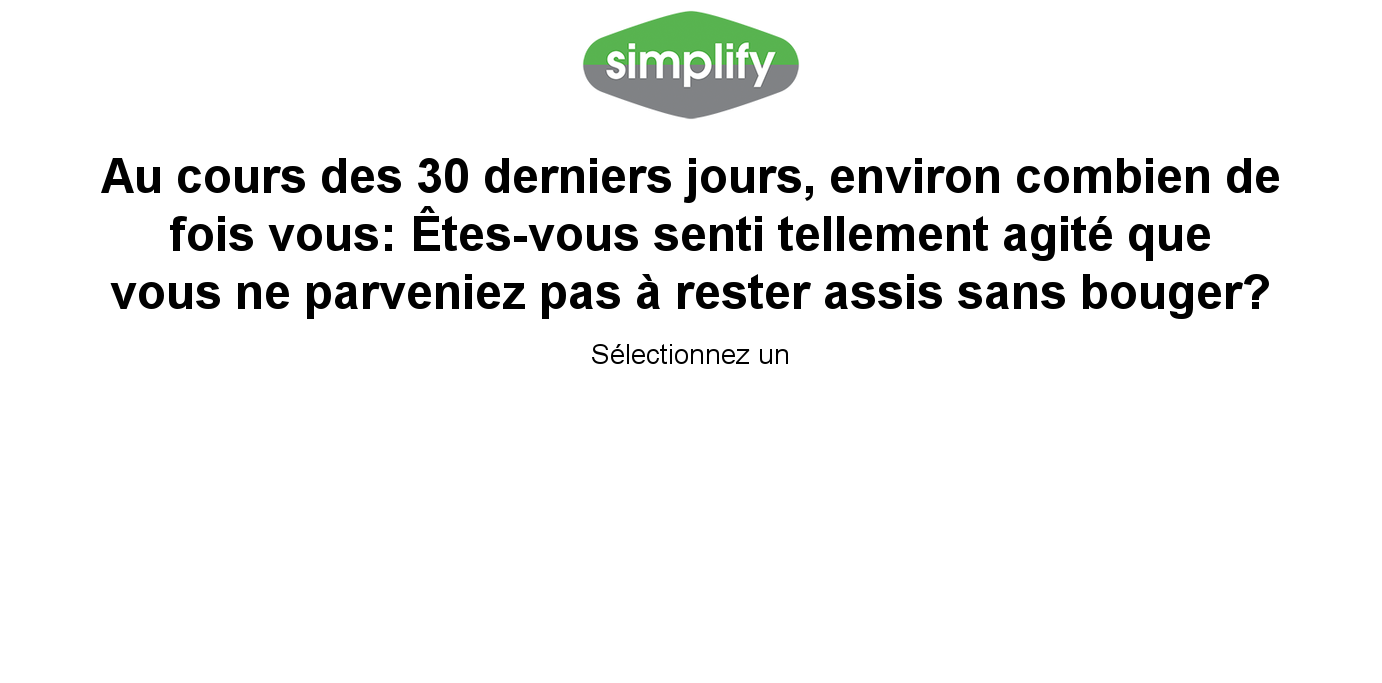 simplify
Au cours des 30 derniers jours, environ combien de
fois vous: Êtes-vous senti tellement agité que
vous ne parveniez pas à rester assis sans bouger?
Sélectionnez un